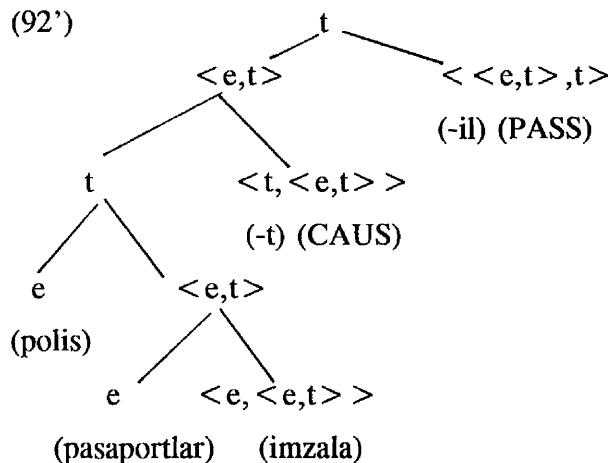 (92') t
<e,t> <<e,t>,t>
(-il) (PASS)
t <t,<e,t>>
(-t) (CAUS)
e <e,t>
(polis)
e <e,<e,t>>
(pasaportlar) (imzala)